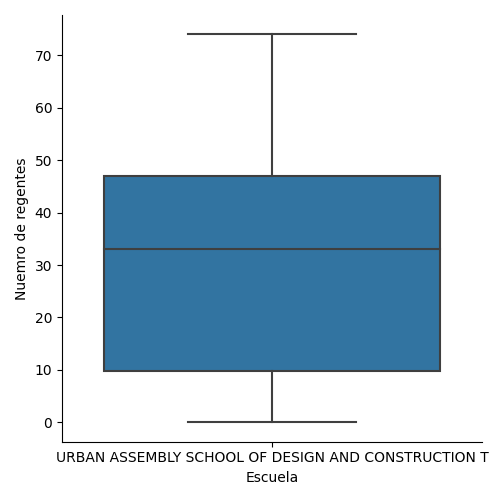 70
60
50
40
30
20
10
0
Nuemro de regentes
URBAN ASSEMBLY SCHOOL OF DESIGN AND CONSTRUCTION T
Escuela